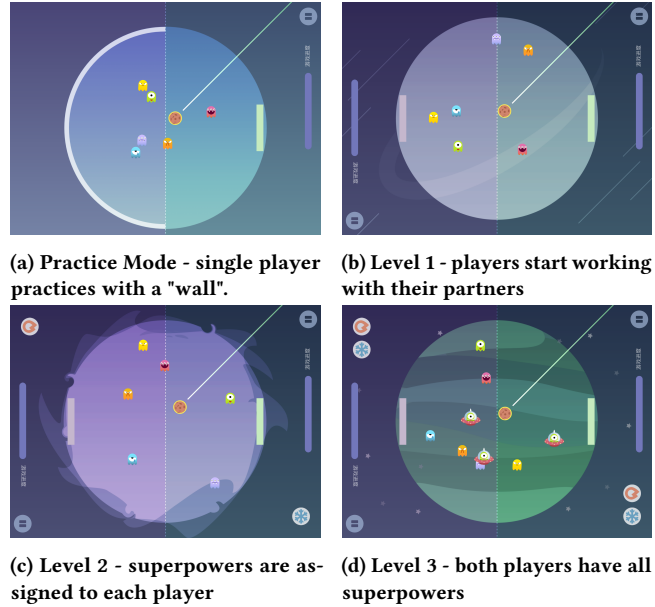 (a) Practice Mode - single player
practices with a "wall".
(b) Level 1 - players start working
with their partners
(c) Level 2 - superpowers are as-
signed to each player
(d) Level 3 - both players have all
superpowers